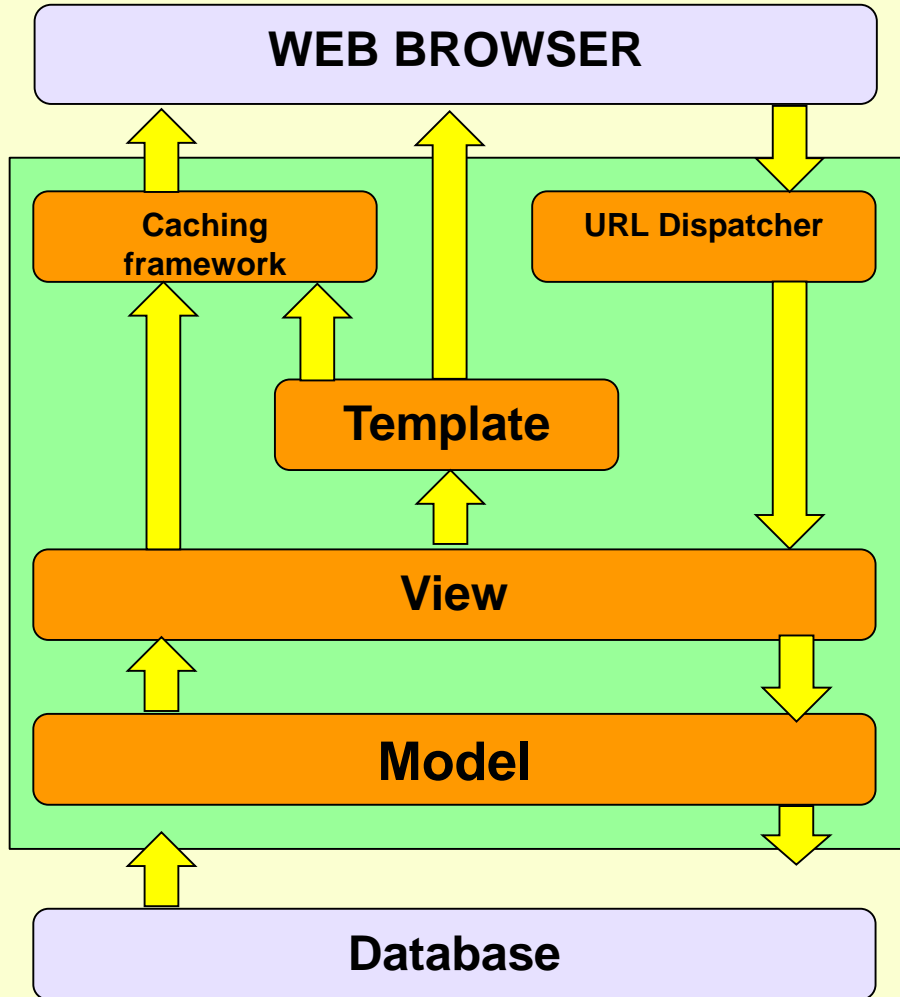 WEB BROWSER
Caching
framework
URL Dispatcher
Template
View
Model
Database